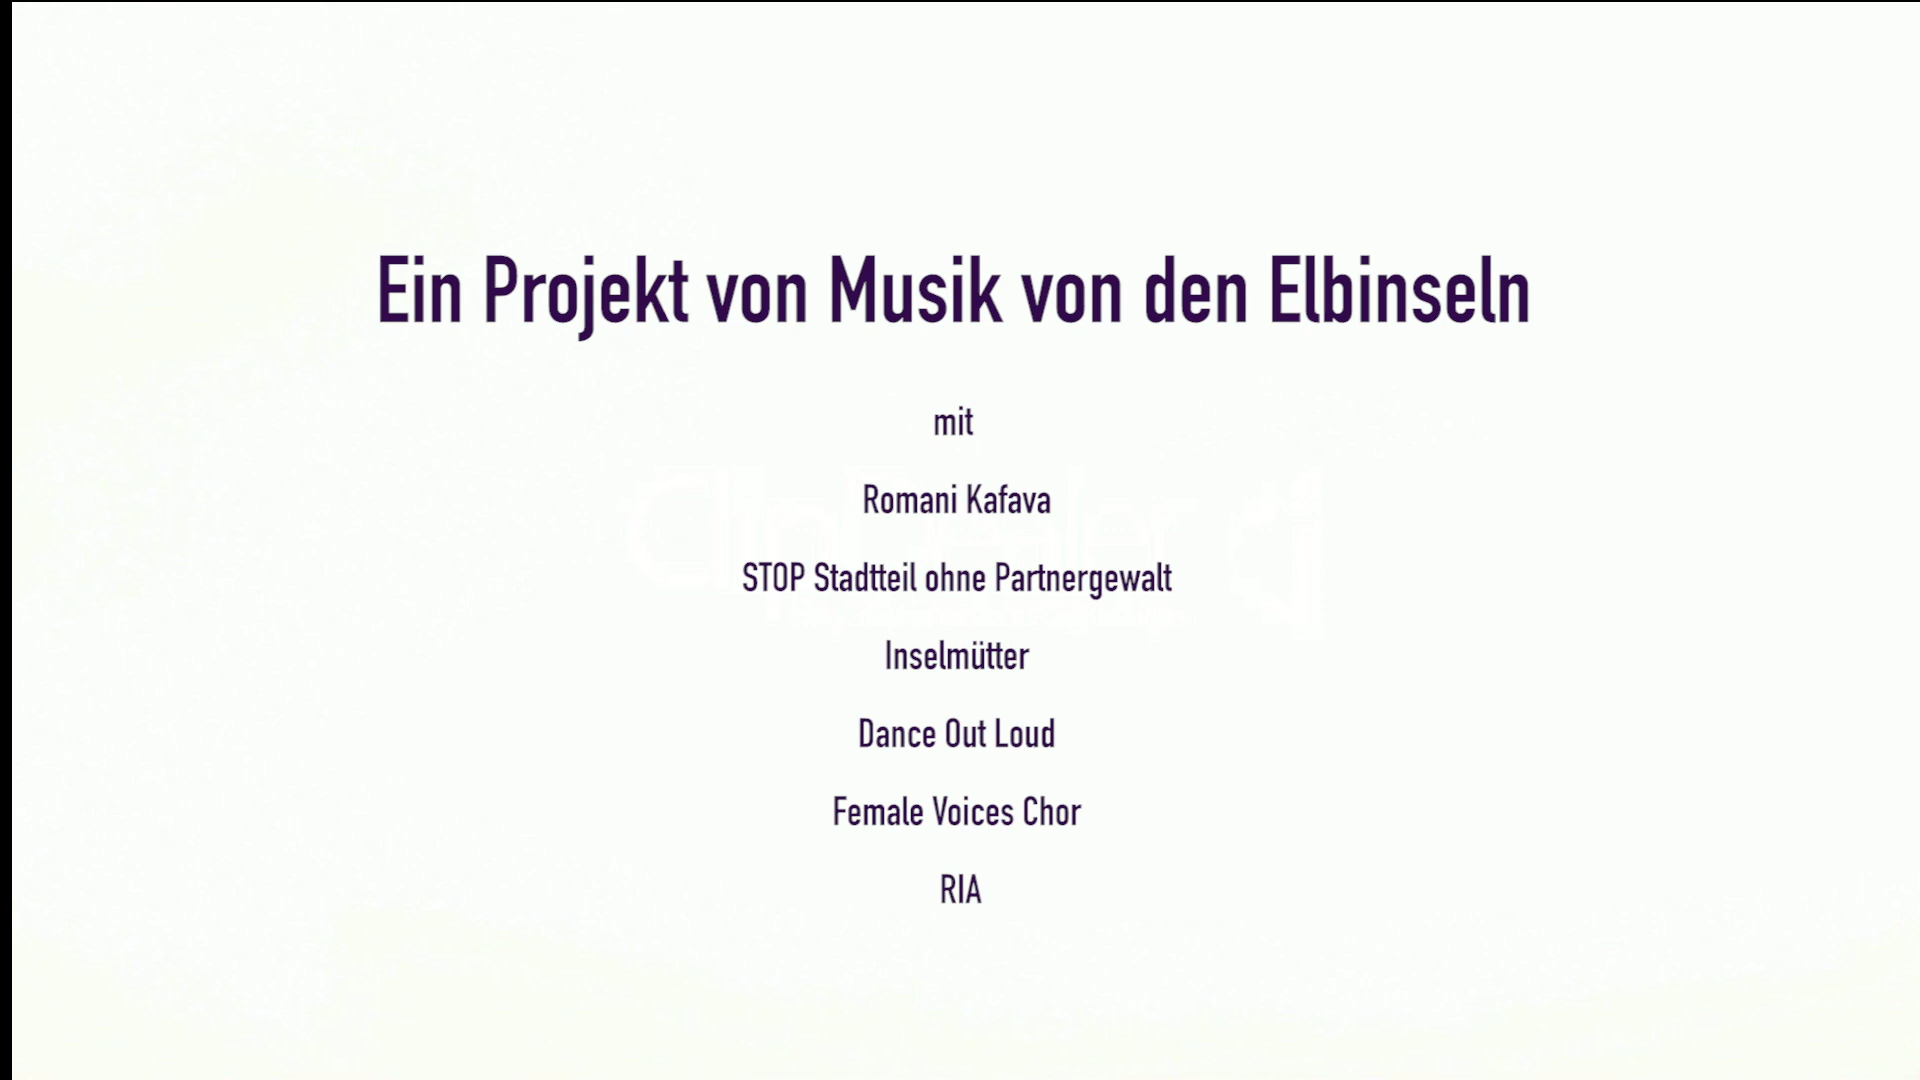 Ein Projekt von Musik von den Elbinseln
mit
Romani Kafava
STOP Stadtteil ohne Partnergewalt
Inselmütter
Dance Out Loud
Female Voices Chor
RIA